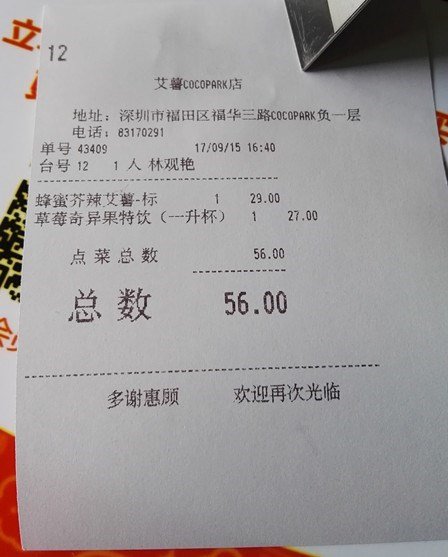 12
艾薯COCOPARK店
地址：深圳市福田区福华三路COCOPARK负一层
电话：83170291
单号 43409 17/09/15 16:40
台号 12 1 人 林观艳
蜂蜜芥辣艾薯-标 1 29.00
草莓奇异果特饮（一升杯） 1 27.00
点菜总数 56.00
总数 56.00
多谢惠顾 欢迎再次光临